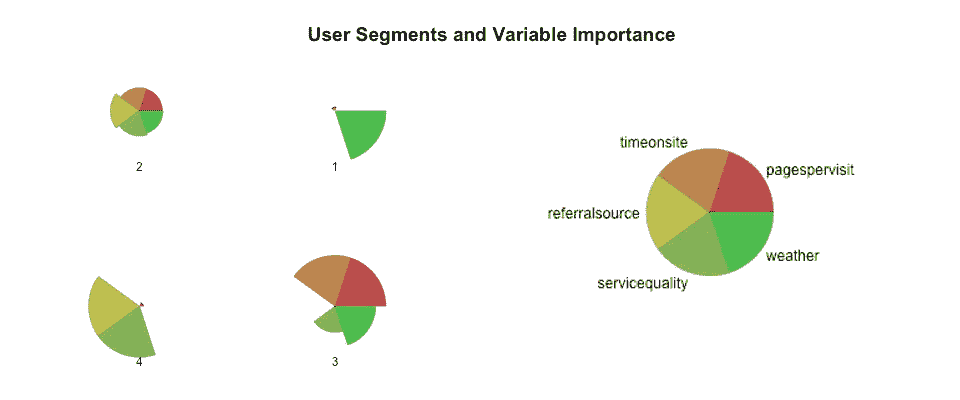 User Segments and Variable Importance
2
1
timeonsite
pagespervisit
referralsource
weather
servicequality
4
3